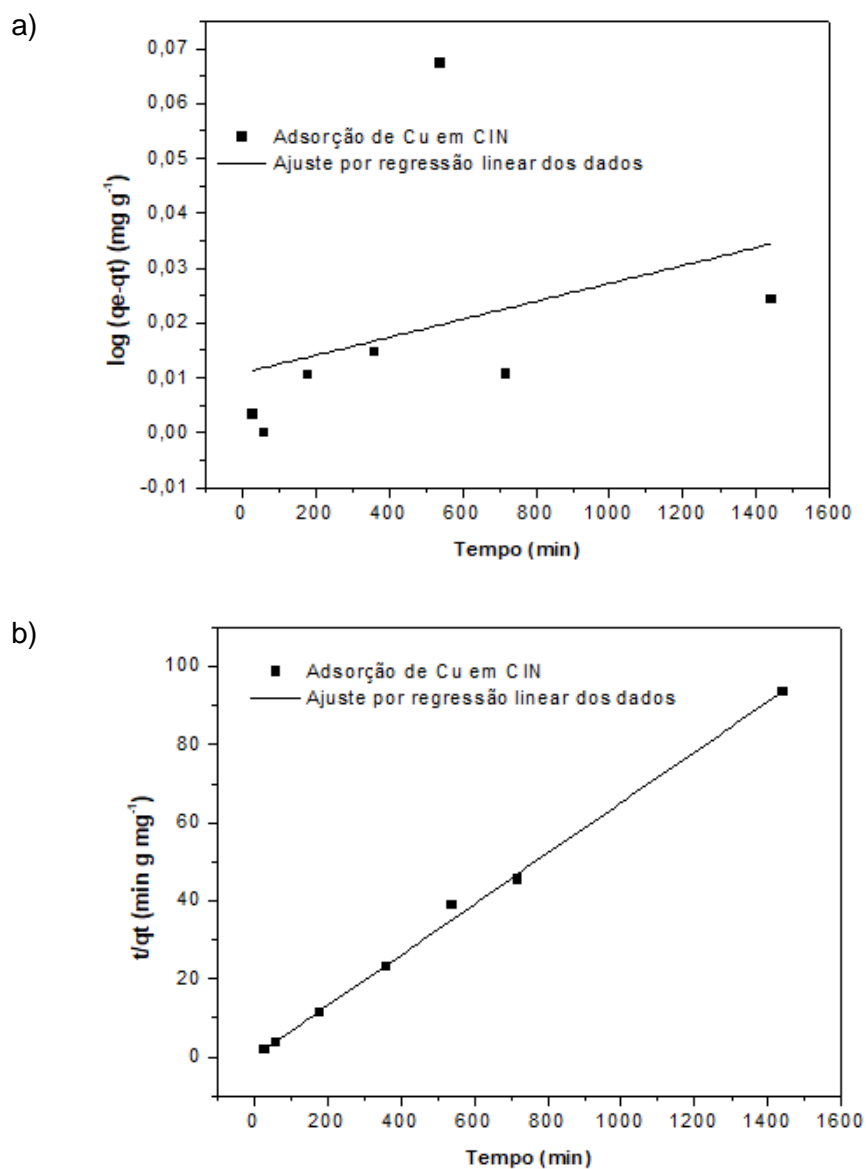 a)
0,07
0,06
0,05
0,04
0,03
0,02
0,01
0,00
-0,01
log (qe-qt) (mg g⁻¹)
Adsorção de Cu em CIN
Ajuste por regressão linear dos dados
0 200 400 600 800 1000 1200 1400 1600
Tempo (min)
b)
100
80
60
40
20
0
t/qt (min g mg⁻¹)
Adsorção de Cu em CIN
Ajuste por regressão linear dos dados
0 200 400 600 800 1000 1200 1400 1600
Tempo (min)